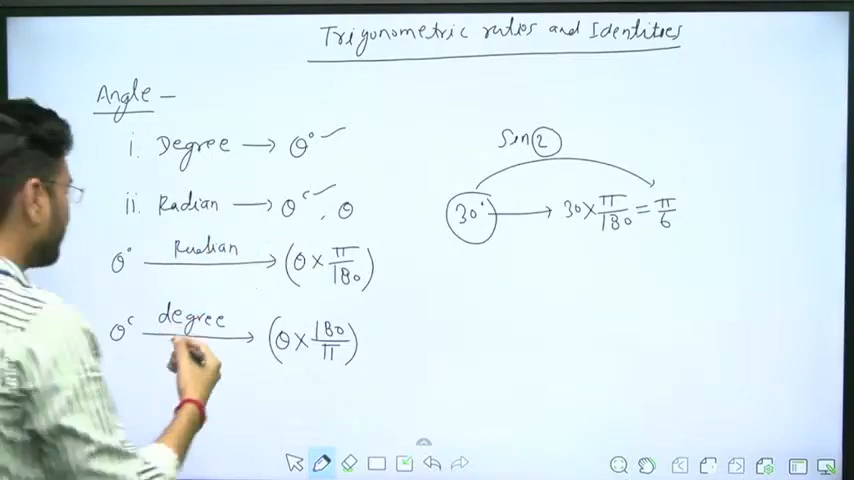 Trigonometric ratios and Identities
Angle –
i. Degree → θ°
ii. Radian → θᶜ, θ
θ° Radian → (θ × π/180)
θᶜ degree → (θ × 180/π)
Sin 2
30° → 30 × π/180 = π/6